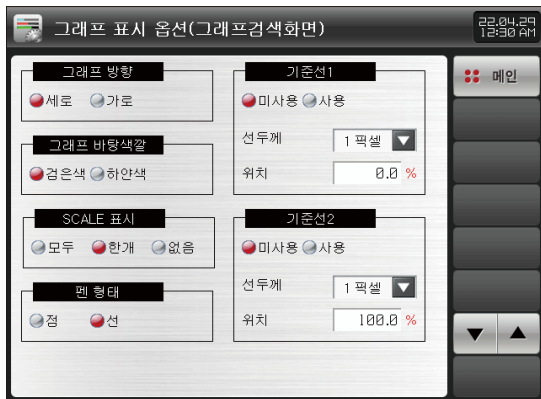 그래프 표시 옵션(그래프검색화면)
22.04.29
12:30 AM
그래프 방향
세로 가로
그래프 바탕색깔
검은색 하얀색
SCALE 표시
모두 한개 없음
펜 형태
점 선
기준선1
미사용 사용
선두께 1 픽셀
위치 0.0 %
기준선2
미사용 사용
선두께 1 픽셀
위치 100.0 %
메인